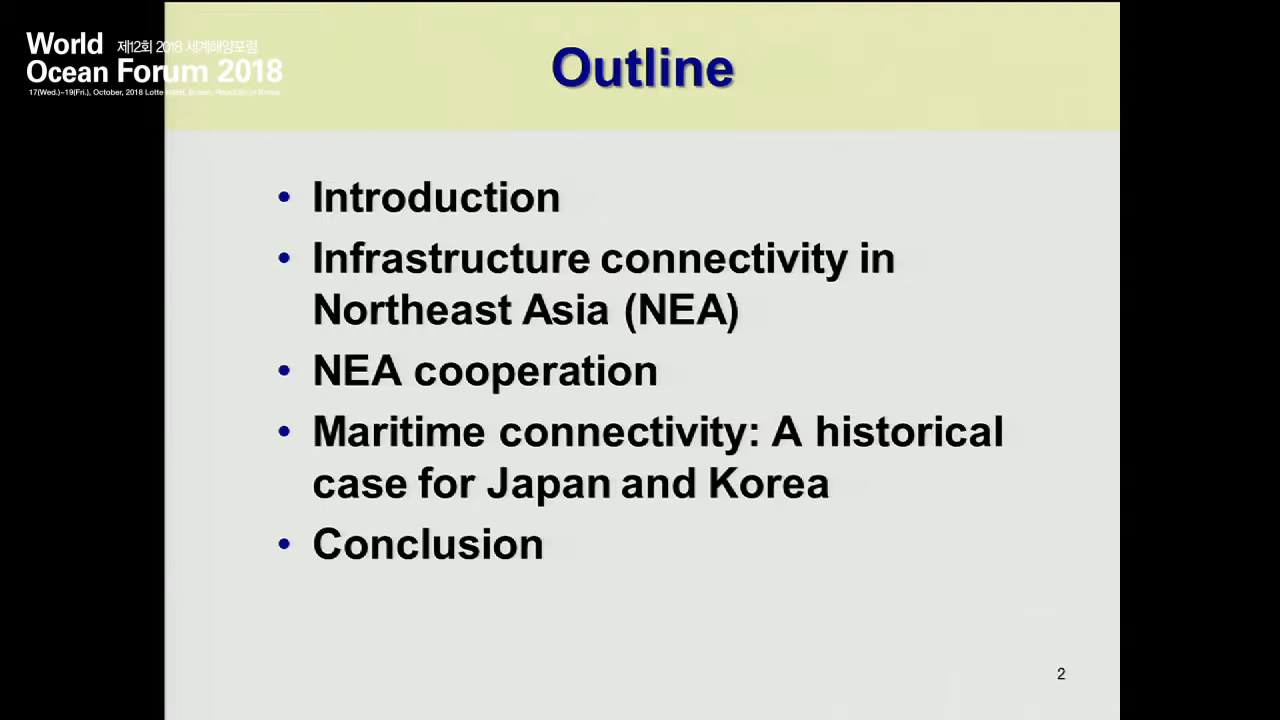 World 제12회 2018 세계해양포럼
Ocean Forum 2018
17(Wed.)~19(Fri.), October, 2018 Lotte Hotel, Busan, Republic of Korea
Outline
• Introduction
• Infrastructure connectivity in
Northeast Asia (NEA)
• NEA cooperation
• Maritime connectivity: A historical
case for Japan and Korea
• Conclusion
2